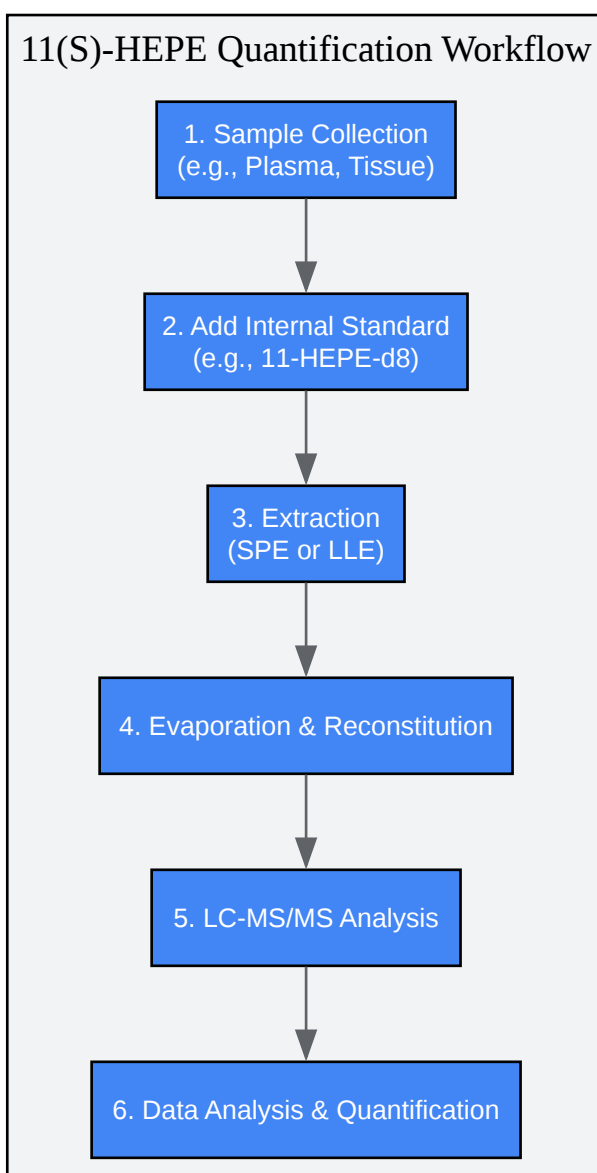 11(S)-HEPE Quantification Workflow
1. Sample Collection
(e.g., Plasma, Tissue)
2. Add Internal Standard
(e.g., 11-HEPE-d8)
3. Extraction
(SPE or LLE)
4. Evaporation & Reconstitution
5. LC-MS/MS Analysis
6. Data Analysis & Quantification